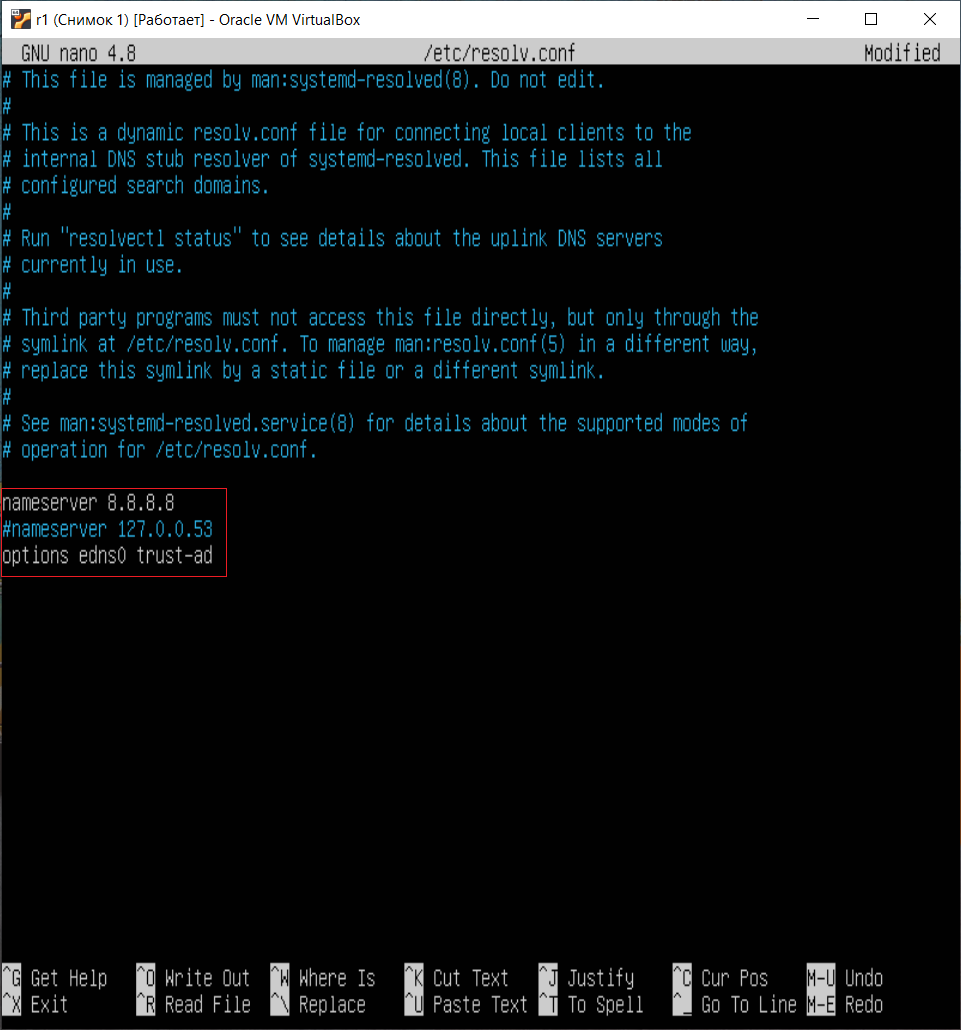 r1 (Снимок 1) [Работает] - Oracle VM VirtualBox
GNU nano 4.8 /etc/resolv.conf Modified
# This file is managed by man:systemd-resolved(8). Do not edit.
#
# This is a dynamic resolv.conf file for connecting local clients to the
# internal DNS stub resolver of systemd-resolved. This file lists all
# configured search domains.
#
# Run "resolvectl status" to see details about the uplink DNS servers
# currently in use.
#
# Third party programs must not access this file directly, but only through the
# symlink at /etc/resolv.conf. To manage man:resolv.conf(5) in a different way,
# replace this symlink by a static file or a different symlink.
#
# See man:systemd-resolved.service(8) for details about the supported modes of
# operation for /etc/resolv.conf.
nameserver 8.8.8.8
#nameserver 127.0.0.53
options edns0 trust-ad
^G Get Help ^O Write Out ^W Where Is ^K Cut Text ^J Justify ^C Cur Pos M-U Undo
^X Exit ^R Read File ^\ Replace ^U Paste Text ^T To Spell ^_ Go To Line M-E Redo